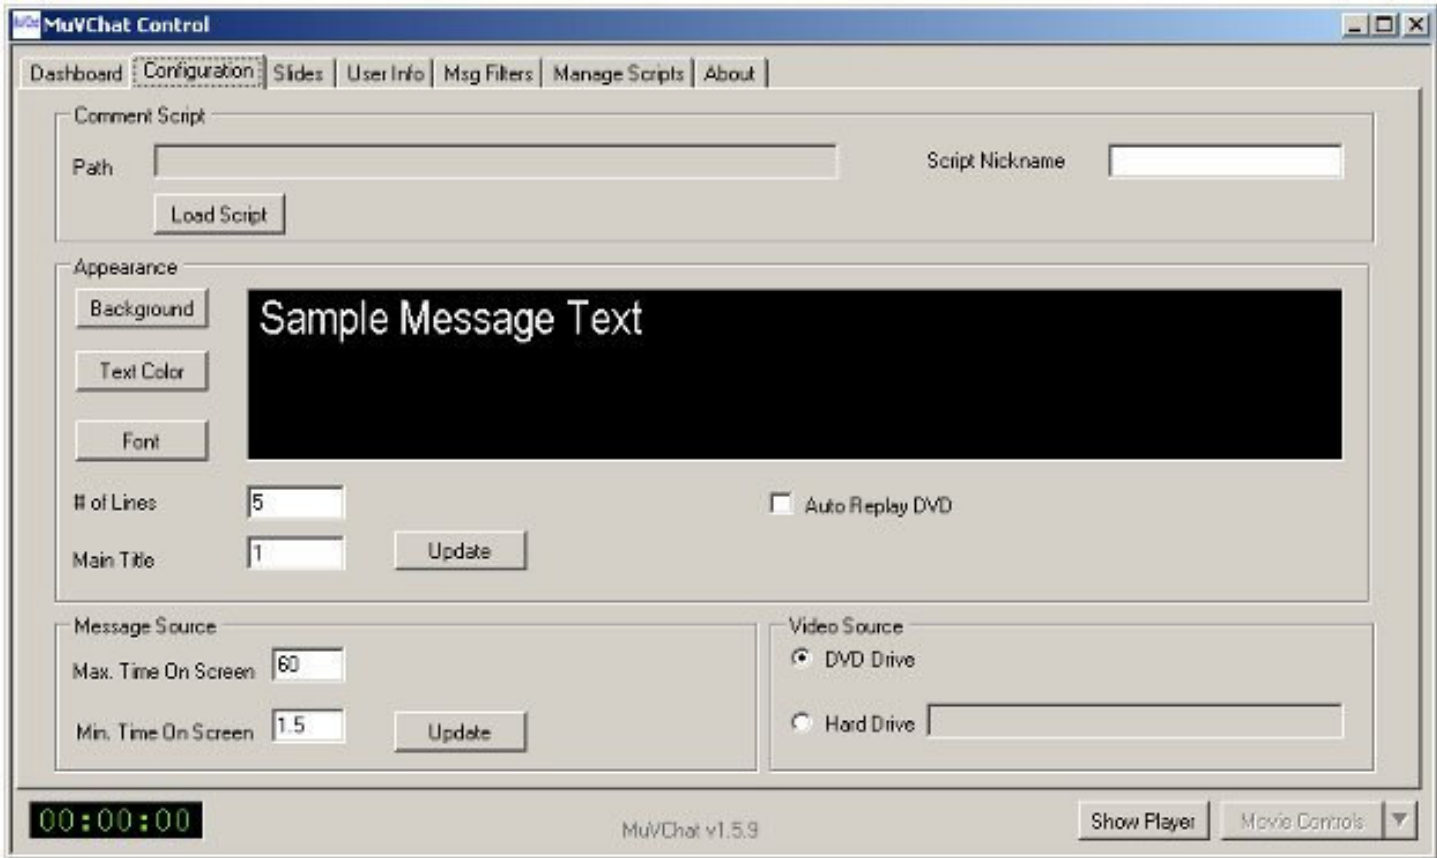 MuVChat Control
Dashboard Configuration Slides User Info Msg Filters Manage Scripts About
Comment Script
Path Script Nickname
Load Script
Appearance
Background Sample Message Text
Text Color
Font
# of Lines 5 Auto Replay DVD
Main Title 1 Update
Message Source Video Source
Max. Time On Screen 60 DVD Drive
Min. Time On Screen 1.5 Update Hard Drive
00:00:00 MuVChat v1.5.9 Show Player Movie Controls